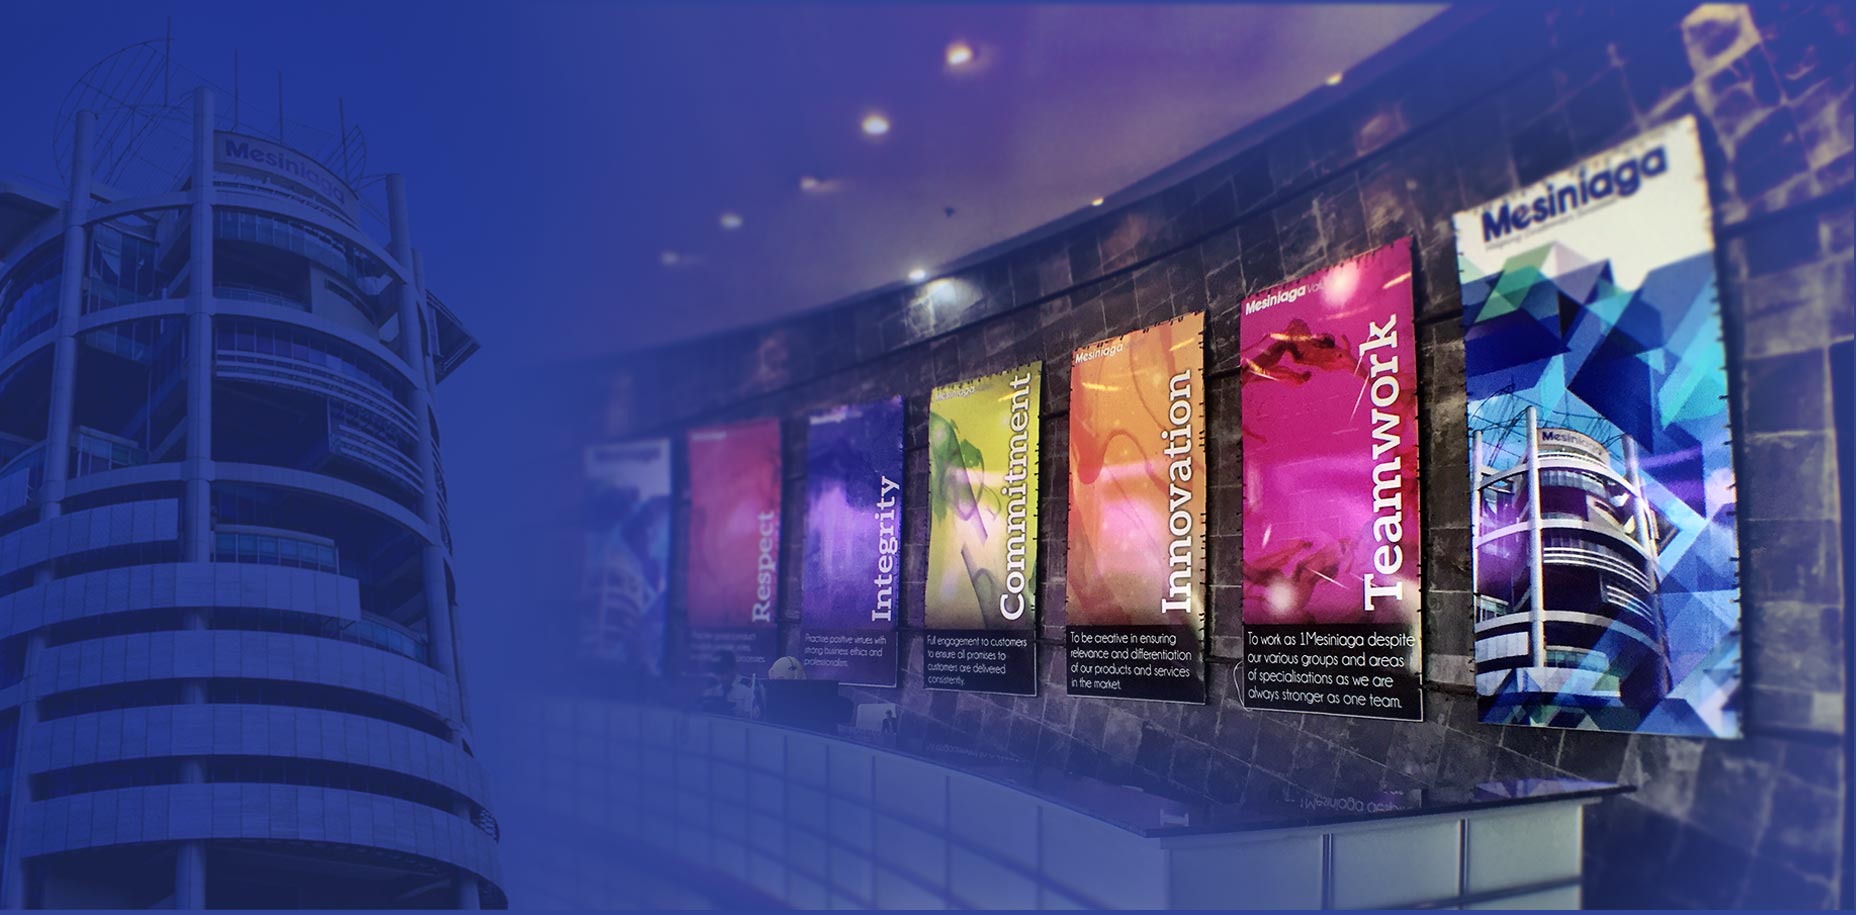 Mesiniaga
Respect
Integrity
Practise positive virtues with
strong business ethics and
professionalism.
Mesiniaga
Commitment
Full engagement to customers
to ensure all promises to
customers are delivered
consistently.
Mesiniaga
Innovation
To be creative in ensuring
relevance and differentiation
of our products and services
in the market.
Mesiniaga
Teamwork
To work as 1Mesiniaga despite
our various groups and areas
of specialisations as we are
always stronger as one team.
Mesiniaga
Mesiniaga